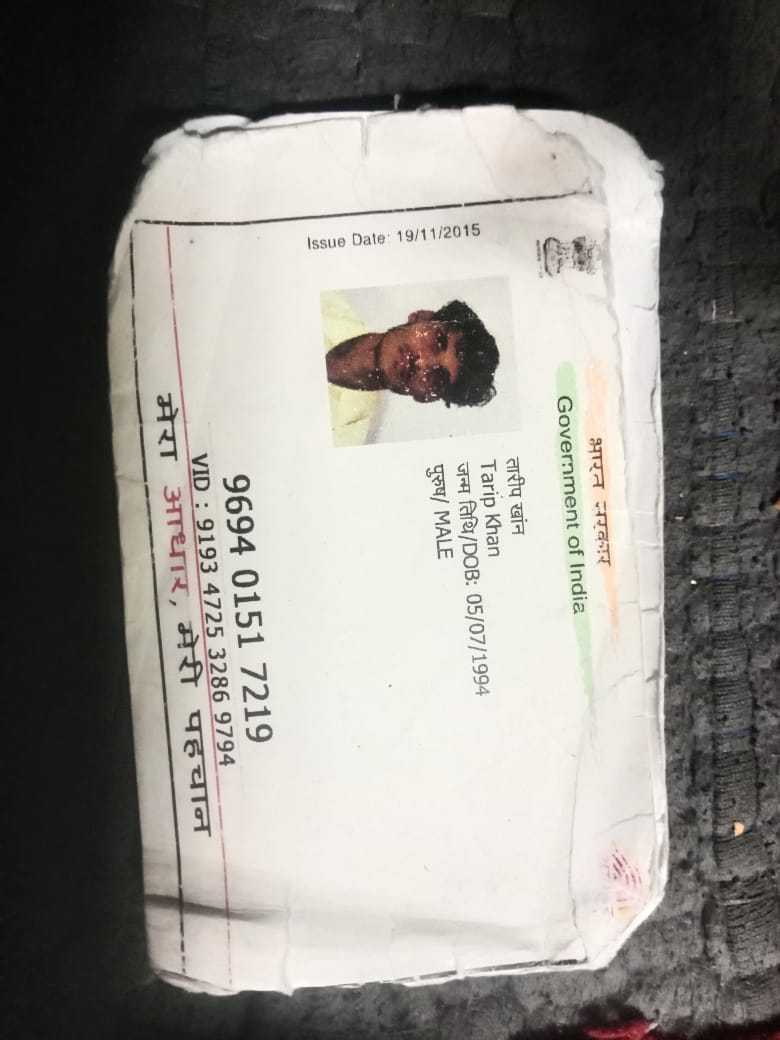 भारत सरकार
Government of India
Issue Date: 19/11/2015
तारीप खांन
Tarip Khan
जन्म तिथि/DOB: 05/07/1994
पुरुष/ MALE
9694 0151 7219
VID : 9193 4725 3286 9794
मेरा आधार, मेरी पहचान